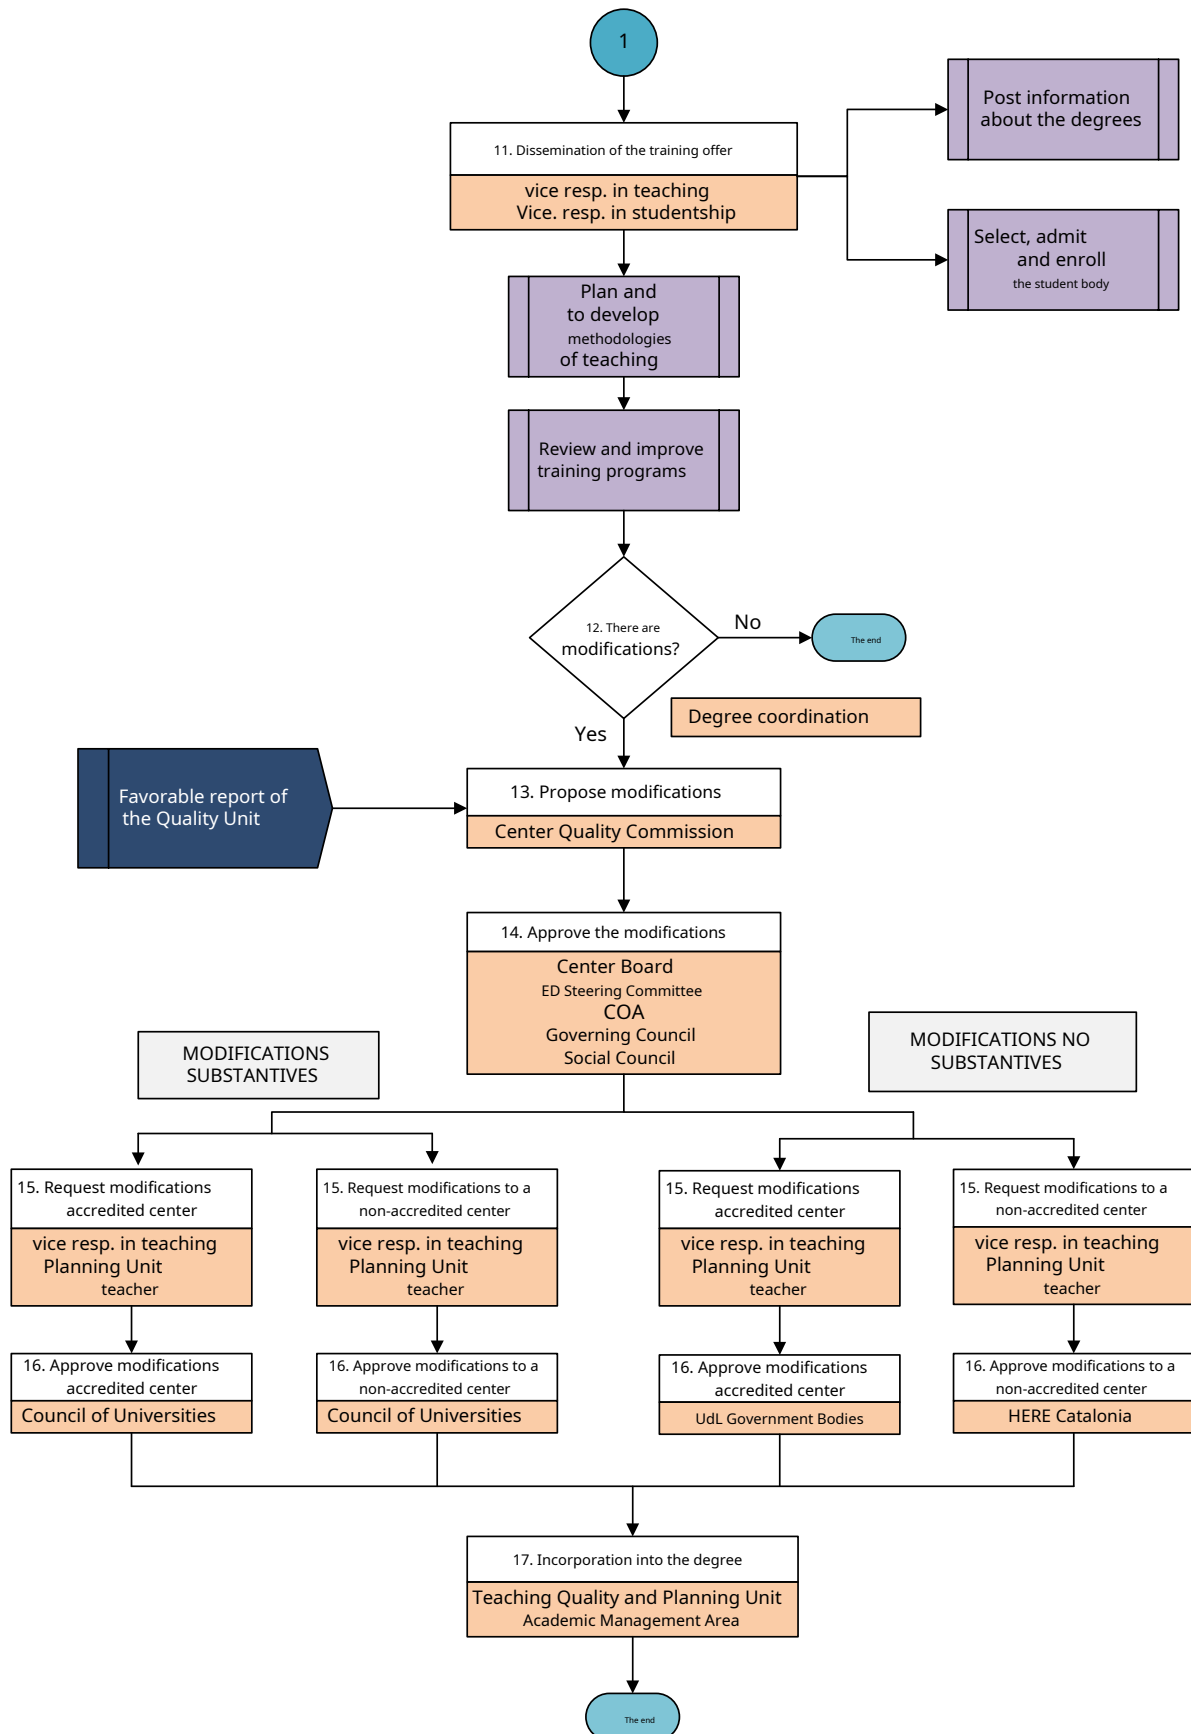 1
Post information
about the degrees
11. Dissemination of the training offer
vice resp. in teaching
Vice. resp. in studentship
Select, admit
and enroll
the student body
Plan and
to develop
methodologies
of teaching
Review and improve
training programs
12. There are
modifications?
No
The end
Degree coordination
Yes
Favorable report of
the Quality Unit
13. Propose modifications
Center Quality Commission
14. Approve the modifications
Center Board
ED Steering Committee
COA
Governing Council
Social Council
MODIFICATIONS
SUBSTANTIVES
MODIFICATIONS NO
SUBSTANTIVES
15. Request modifications
accredited center
vice resp. in teaching
Planning Unit
teacher
15. Request modifications to a
non-accredited center
vice resp. in teaching
Planning Unit
teacher
15. Request modifications
accredited center
vice resp. in teaching
Planning Unit
teacher
15. Request modifications to a
non-accredited center
vice resp. in teaching
Planning Unit
teacher
16. Approve modifications
accredited center
Council of Universities
16. Approve modifications to a
non-accredited center
Council of Universities
16. Approve modifications
accredited center
UdL Government Bodies
16. Approve modifications to a
non-accredited center
HERE Catalonia
17. Incorporation into the degree
Teaching Quality and Planning Unit
Academic Management Area
The end